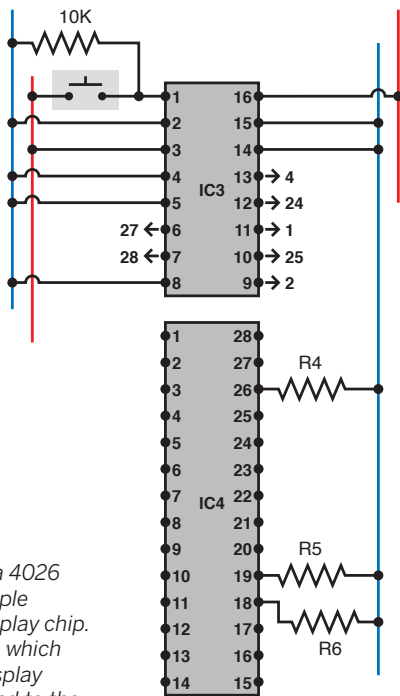 10K
1 16
2 15
3 14
4 13 → 4
5 IC3 12 → 24
27 ← 6 11 → 1
28 ← 7 10 → 25
8 9 → 2
1 28
2 27
3 26 R4
4 25
5 24
6 23
7 22
8 IC4 21
9 20
10 19 R5
11 18
12 17 R6
13 16
14 15
a 4026
ple
play chip.
which
splay